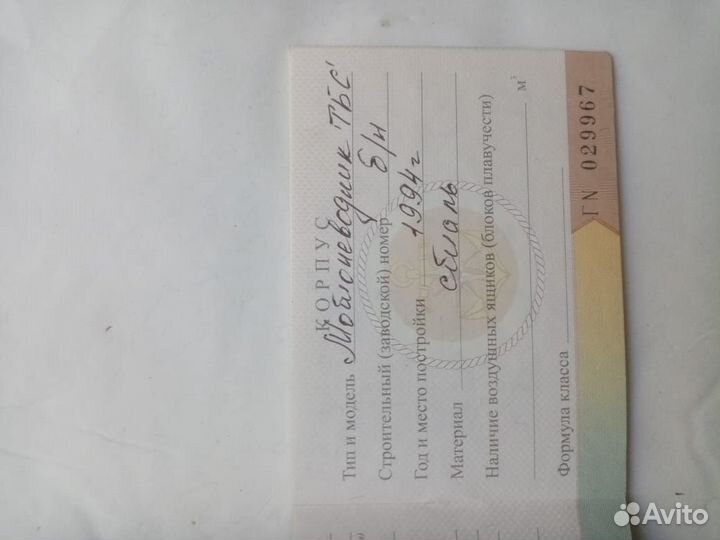 КОРПУС
Тип и модель Мотоневодник "ТБС"
Строительный (заводской) номер б/н
Год и место постройки 1994г
Материал сталь
Наличие воздушных ящиков (блоков плавучести)
м³
Формула класса
ГN 029967
Avito